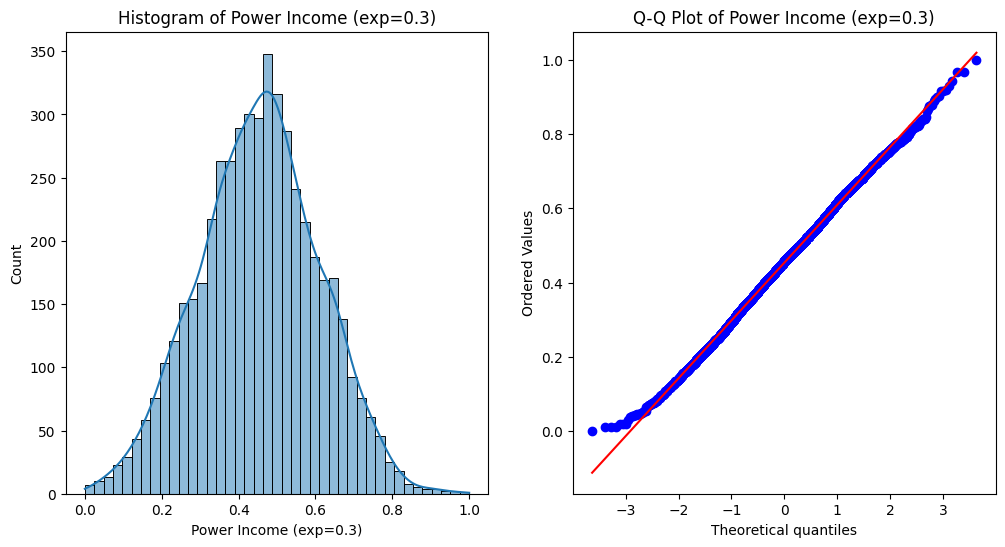 Histogram of Power Income (exp=0.3)
Count
350
300
250
200
150
100
50
0
0.0 0.2 0.4 0.6 0.8 1.0
Power Income (exp=0.3)
Q-Q Plot of Power Income (exp=0.3)
Ordered Values
1.0
0.8
0.6
0.4
0.2
0.0
−3 −2 −1 0 1 2 3
Theoretical quantiles